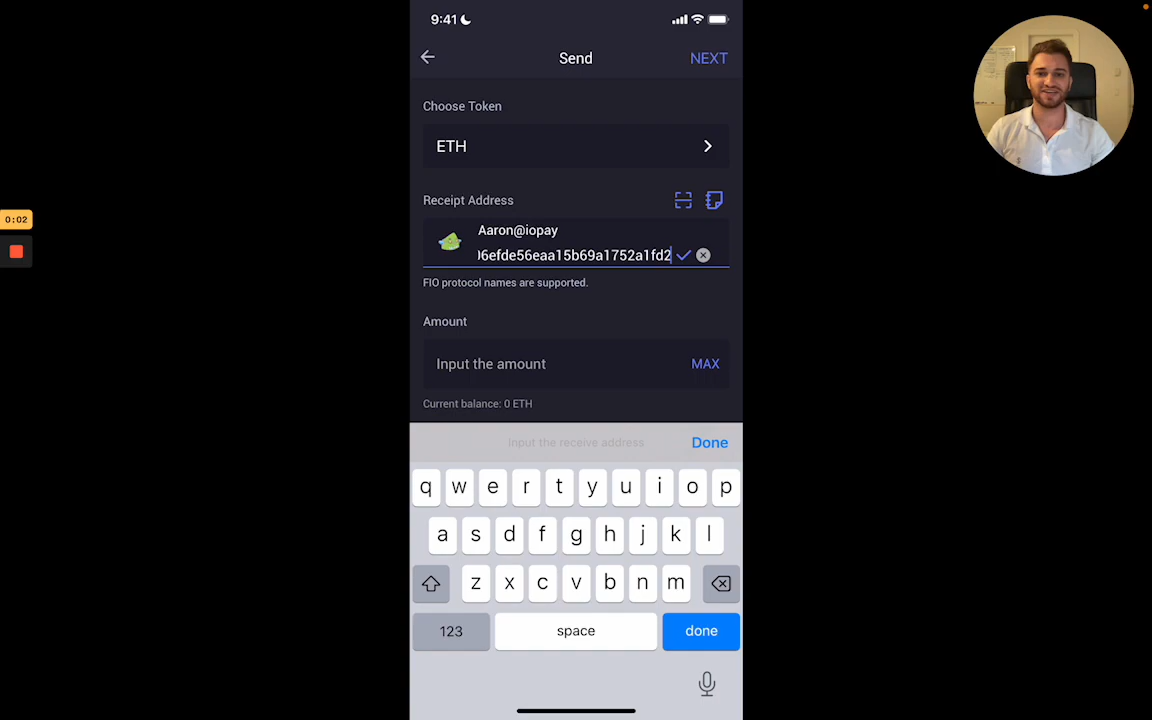 9:41
Send
NEXT
Choose Token
ETH
Receipt Address
Aaron@iopay
6efde56eaa15b69a1752a1fd2
FIO protocol names are supported.
Amount
Input the amount
MAX
Current balance: 0 ETH
Input the receive address
Done
q w e r t y u i o p
a s d f g h j k l
z x c v b n m
123
space
done
0:02